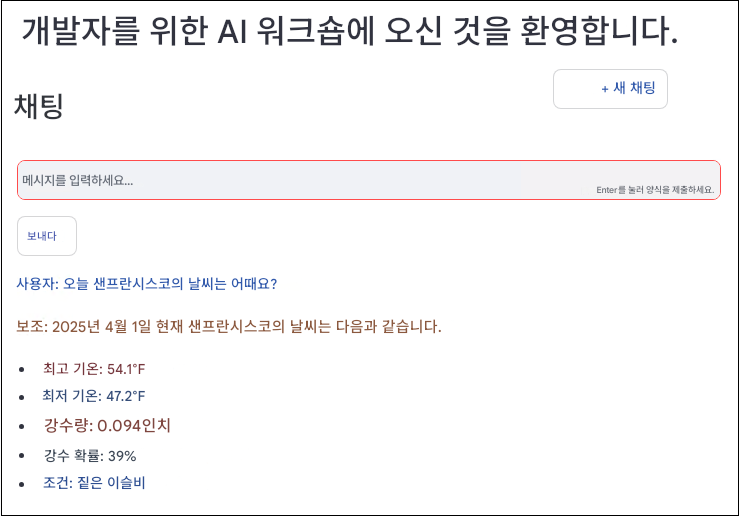 개발자를 위한 AI 워크숍에 오신 것을 환영합니다.
+ 새 채팅
채팅
메시지를 입력하세요...
Enter를 눌러 양식을 제출하세요.
보내다
사용자: 오늘 샌프란시스코의 날씨는 어때요?
보조: 2025년 4월 1일 현재 샌프란시스코의 날씨는 다음과 같습니다.
• 최고 기온: 54.1°F
• 최저 기온: 47.2°F
• 강수량: 0.094인치
• 강수 확률: 39%
• 조건: 짙은 이슬비